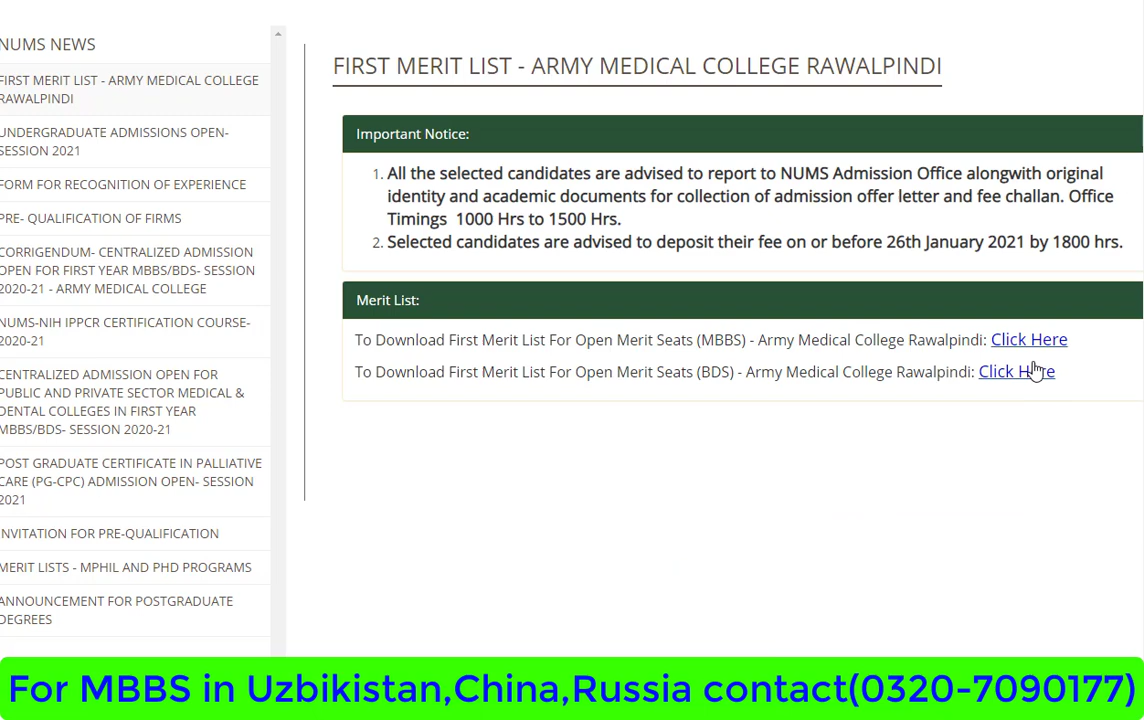 NUMS NEWS
FIRST MERIT LIST - ARMY MEDICAL COLLEGE
RAWALPINDI
UNDERGRADUATE ADMISSIONS OPEN-
SESSION 2021
FORM FOR RECOGNITION OF EXPERIENCE
PRE- QUALIFICATION OF FIRMS
CORRIGENDUM- CENTRALIZED ADMISSION
OPEN FOR FIRST YEAR MBBS/BDS- SESSION
2020-21 - ARMY MEDICAL COLLEGE
NUMS-NIH IPPCR CERTIFICATION COURSE-
2020-21
CENTRALIZED ADMISSION OPEN FOR
PUBLIC AND PRIVATE SECTOR MEDICAL &
DENTAL COLLEGES IN FIRST YEAR
MBBS/BDS- SESSION 2020-21
POST GRADUATE CERTIFICATE IN PALLIATIVE
CARE (PG-CPC) ADMISSION OPEN- SESSION
2021
INVITATION FOR PRE-QUALIFICATION
MERIT LISTS - MPHIL AND PHD PROGRAMS
ANNOUNCEMENT FOR POSTGRADUATE
DEGREES
FIRST MERIT LIST - ARMY MEDICAL COLLEGE RAWALPINDI
Important Notice:
1. All the selected candidates are advised to report to NUMS Admission Office alongwith original
identity and academic documents for collection of admission offer letter and fee challan. Office
Timings 1000 Hrs to 1500 Hrs.
2. Selected candidates are advised to deposit their fee on or before 26th January 2021 by 1800 hrs.
Merit List:
To Download First Merit List For Open Merit Seats (MBBS) - Army Medical College Rawalpindi: Click Here
To Download First Merit List For Open Merit Seats (BDS) - Army Medical College Rawalpindi: Click Here
For MBBS in Uzbikistan,China,Russia contact(0320-7090177)